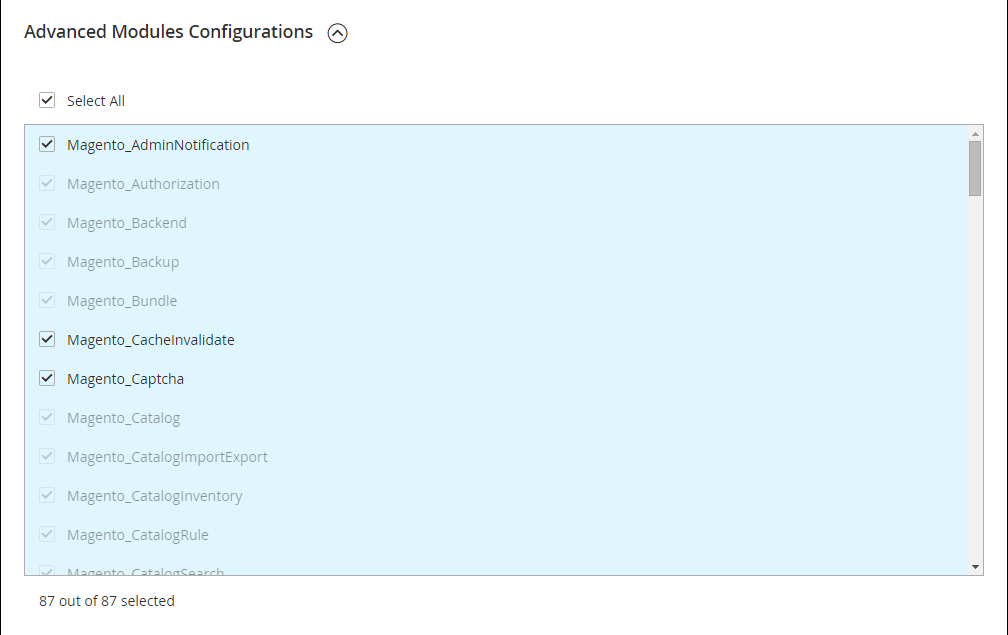 Advanced Modules Configurations
Select All
Magento_AdminNotification
Magento_Authorization
Magento_Backend
Magento_Backup
Magento_Bundle
Magento_CacheInvalidate
Magento_Captcha
Magento_Catalog
Magento_CatalogImportExport
Magento_CatalogInventory
Magento_CatalogRule
Magento_CatalogSearch
87 out of 87 selected